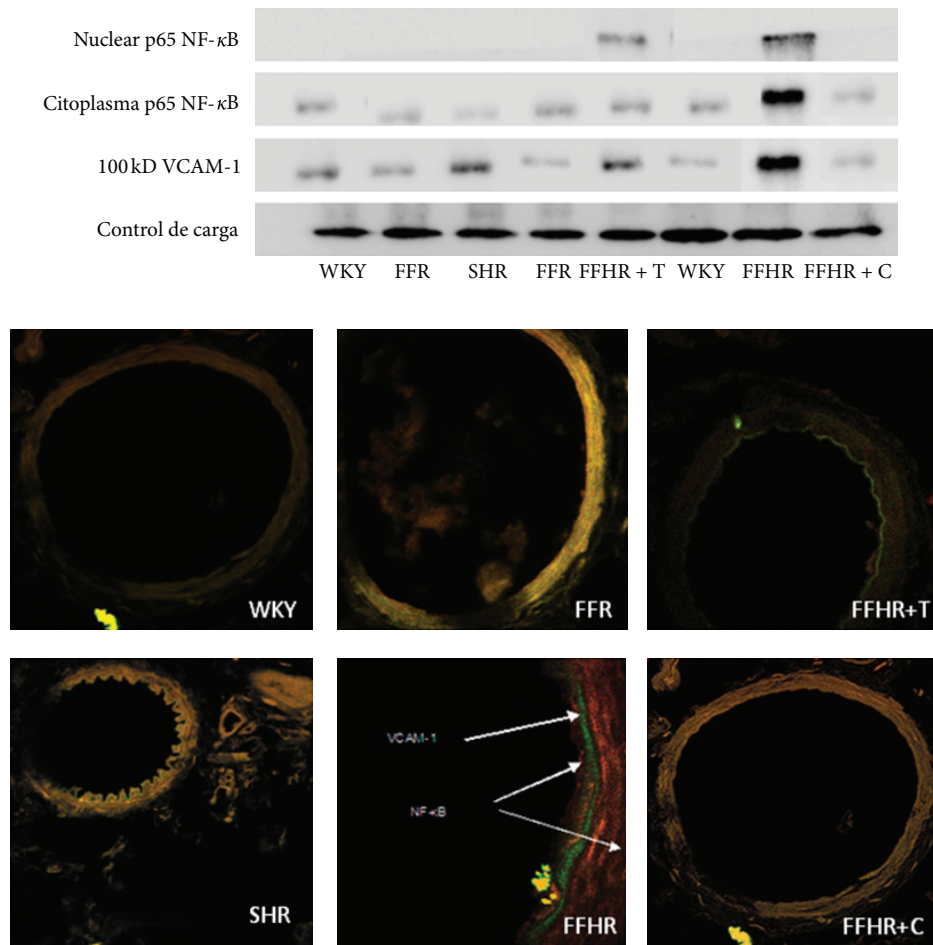 Nuclear p65 NF-κB
Citoplasma p65 NF-κB
100 kD VCAM-1
Control de carga
WKY FFR SHR FFR FFHR + T WKY FFHR FFHR + C
WKY
FFR
FFHR+T
SHR
VCAM-1
NF-κB
FFHR
FFHR+C